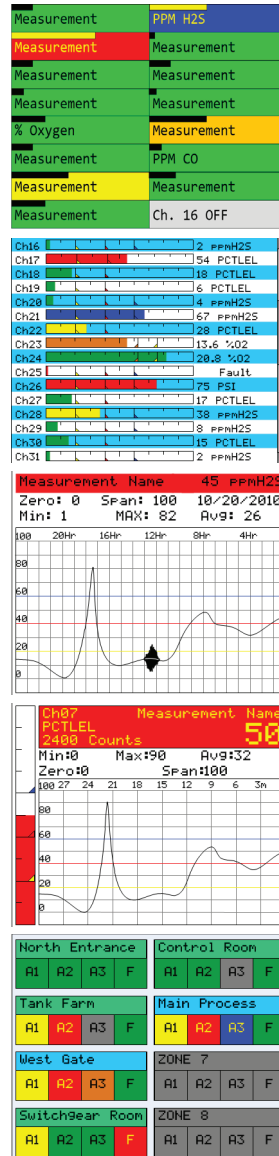 Measurement PPM H2S
Measurement Measurement
Measurement Measurement
Measurement Measurement
% Oxygen Measurement
Measurement PPM CO
Measurement Measurement
Measurement Ch. 16 OFF
Ch16 2 ppmH2S
Ch17 54 PCTLEL
Ch18 18 PCTLEL
Ch19 6 PCTLEL
Ch20 4 ppmH2S
Ch21 67 ppmH2S
Ch22 28 PCTLEL
Ch23 13.6 %O2
Ch24 20.8 %O2
Ch25 Fault
Ch26 75 PSI
Ch27 17 PCTLEL
Ch28 38 ppmH2S
Ch29 8 ppmH2S
Ch30 15 PCTLEL
Ch31 2 ppmH2S
Measurement Name 45 ppmH2S
Zero: 0 Span: 100 10/20/2010
Min: 1 MAX: 82 Avg: 26
100 20Hr 16Hr 12Hr 8Hr 4Hr
80
60
40
20
0
Ch07 Measurement Name
PCTLEL 50
2400 Counts
Min:0 Max:90 Avg:32
Zero:0 Span:100
100 27 24 21 18 15 12 9 6 3m
80
60
40
20
0
North Entrance Control Room
A1 A2 A3 F A1 A2 A3 F
Tank Farm Main Process
A1 A2 A3 F A1 A2 A3 F
West Gate ZONE 7
A1 A2 A3 F A1 A2 A3 F
Switchgear Room ZONE 8
A1 A2 A3 F A1 A2 A3 F